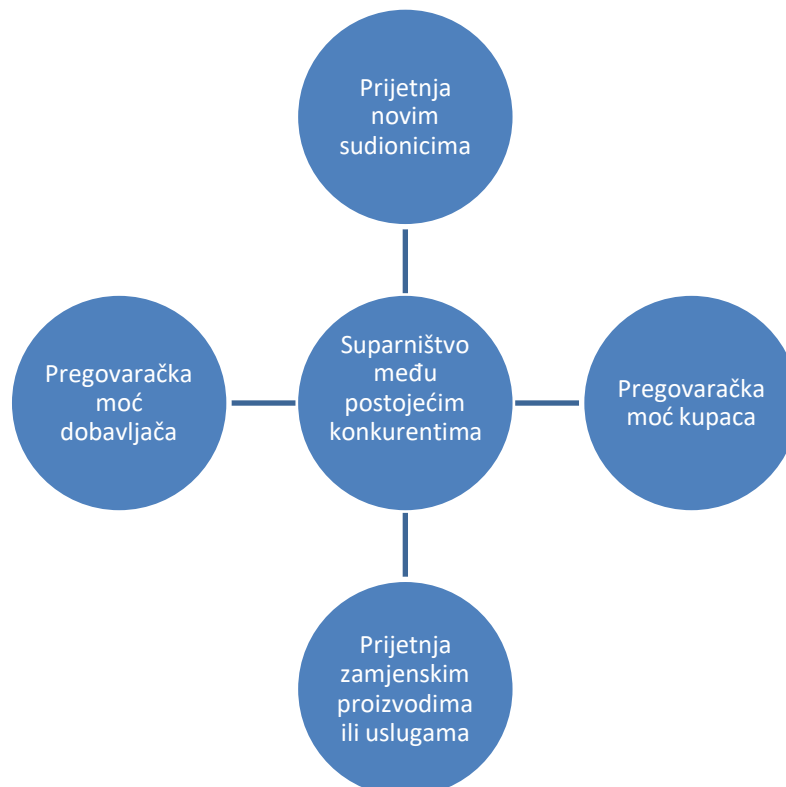 Prijetnja
novim
sudionicima
Pregovaračka
moć
dobavljača
Suparništvo
među
postojećim
konkurentima
Pregovaračka
moć kupaca
Prijetnja
zamjenskim
proizvodima
ili uslugama